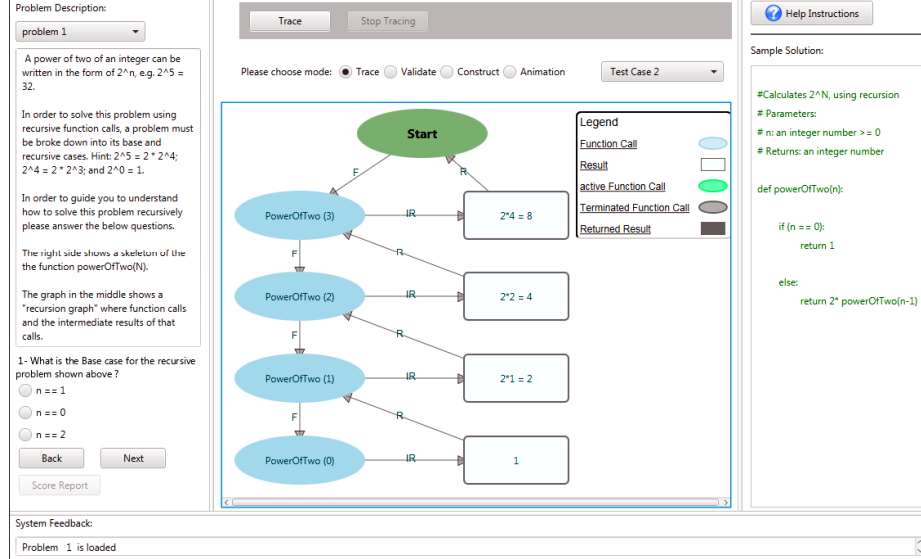 Problem Description:
problem 1
A power of two of an integer can be
written in the form of 2^n, e.g. 2^5 =
32.
In order to solve this problem using
recursive function calls, a problem must
be broke down into its base and
recursive cases. Hint: 2^5 = 2 * 2^4;
2^4 = 2 * 2^3; and 2^0 = 1.
In order to guide you to understand
how to solve this problem recursively
please answer the below questions.
The right side shows a skeleton of the
the function powerOfTwo(N).
The graph in the middle shows a
"recursion graph" where function calls
and the intermediate results of that
calls.
1- What is the Base case for the recursive
problem shown above ?
n == 1
n == 0
n == 2
Back Next
Score Report
Trace Stop Tracing
Please choose mode: Trace Validate Construct Animation Test Case 2
Start
F R
PowerOfTwo (3) IR 2*4 = 8
F R
PowerOfTwo (2) IR 2*2 = 4
F R
PowerOfTwo (1) IR 2*1 = 2
F R
PowerOfTwo (0) IR 1
Legend
Function Call
Result
active Function Call
Terminated Function Call
Returned Result
Help Instructions
Sample Solution:
#Calculates 2^N, using recursion
# Parameters:
# n: an integer number >= 0
# Returns: an integer number
def powerOfTwo(n):
if (n == 0):
return 1
else:
return 2* powerOfTwo(n-1)
System Feedback:
Problem 1 is loaded